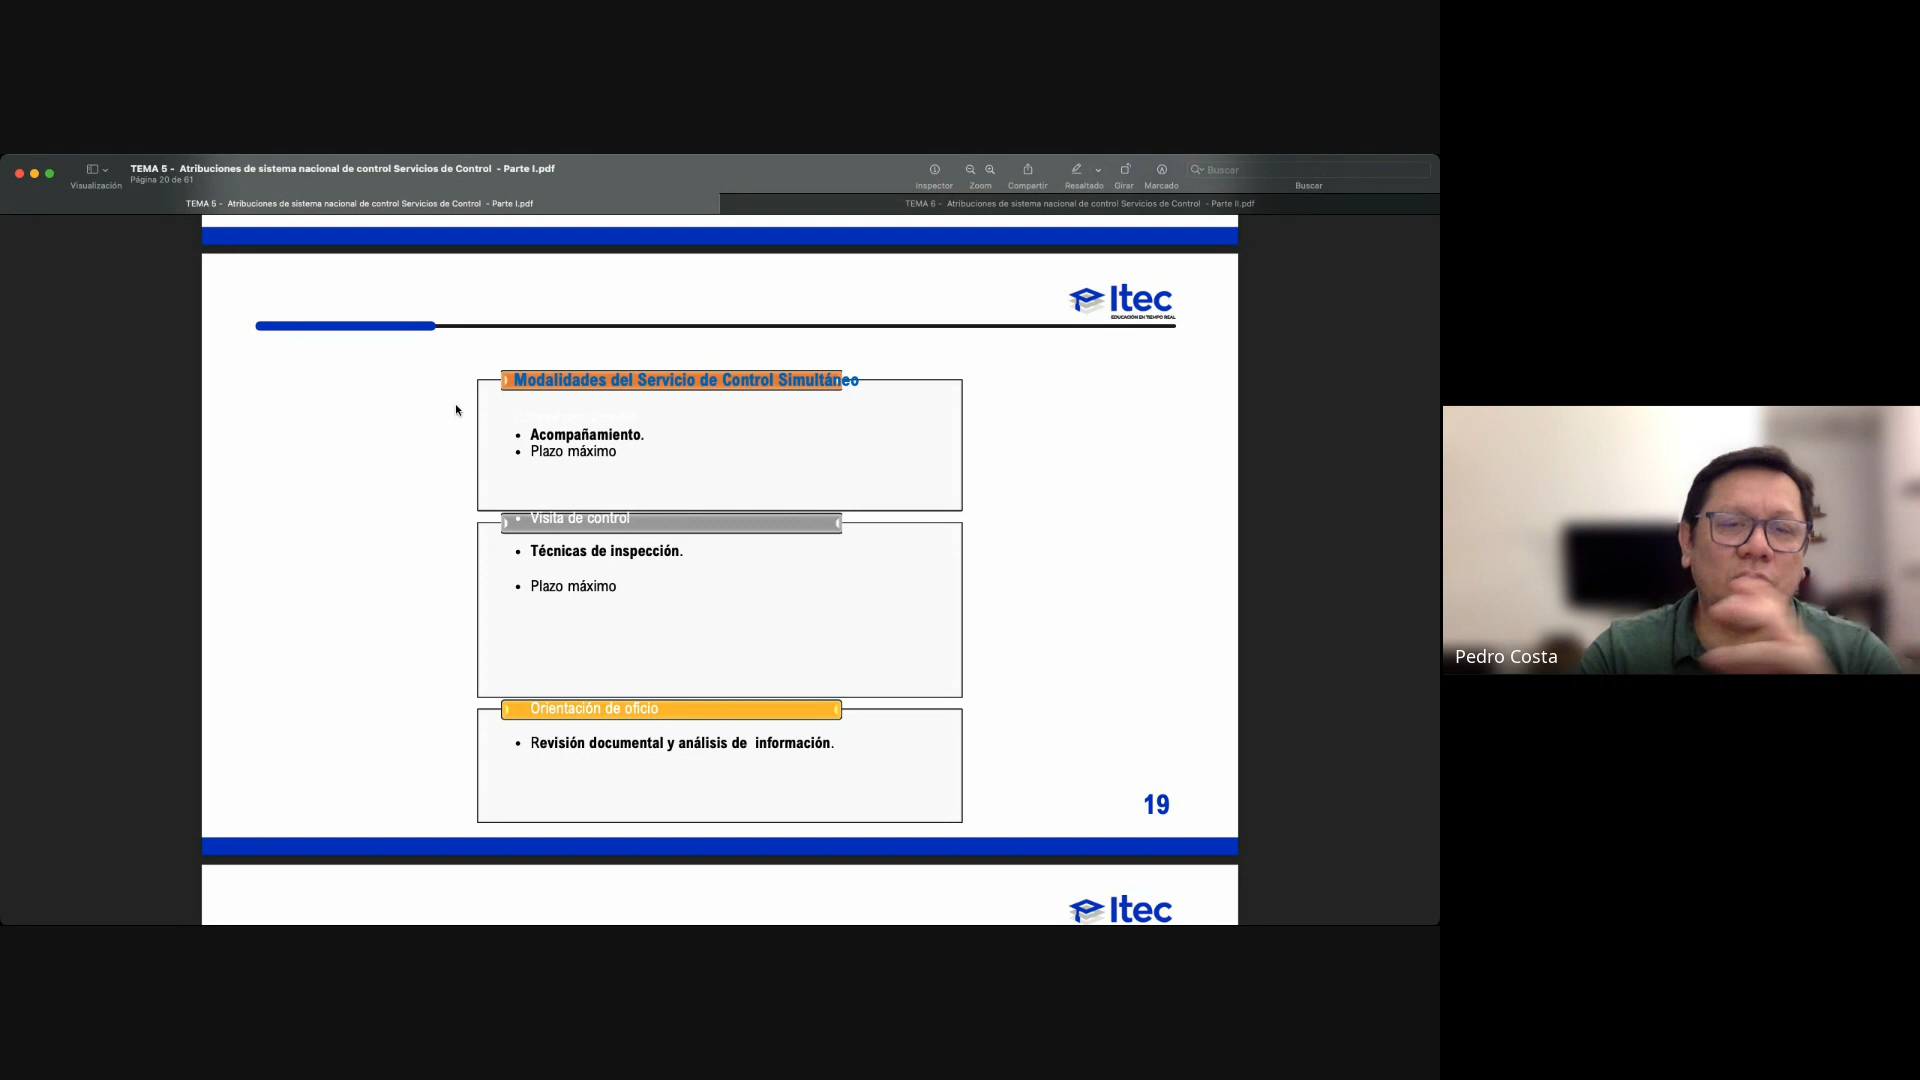 TEMA 5 - Atribuciones de sistema nacional de control Servicios de Control - Parte I.pdf
Página 20 de 61
Visualización
Inspector
Zoom
Compartir
Resaltado
Girar
Marcado
Buscar
Buscar
TEMA 5 - Atribuciones de sistema nacional de control Servicios de Control - Parte I.pdf
TEMA 6 - Atribuciones de sistema nacional de control Servicios de Control - Parte II.pdf
Itec
EDUCACIÓN EN TIEMPO REAL
Modalidades del Servicio de Control Simultáneo
• Acompañamiento.
• Plazo máximo
• Visita de control
• Técnicas de inspección.
• Plazo máximo
Orientación de oficio
• Revisión documental y análisis de información.
19
Itec
Pedro Costa